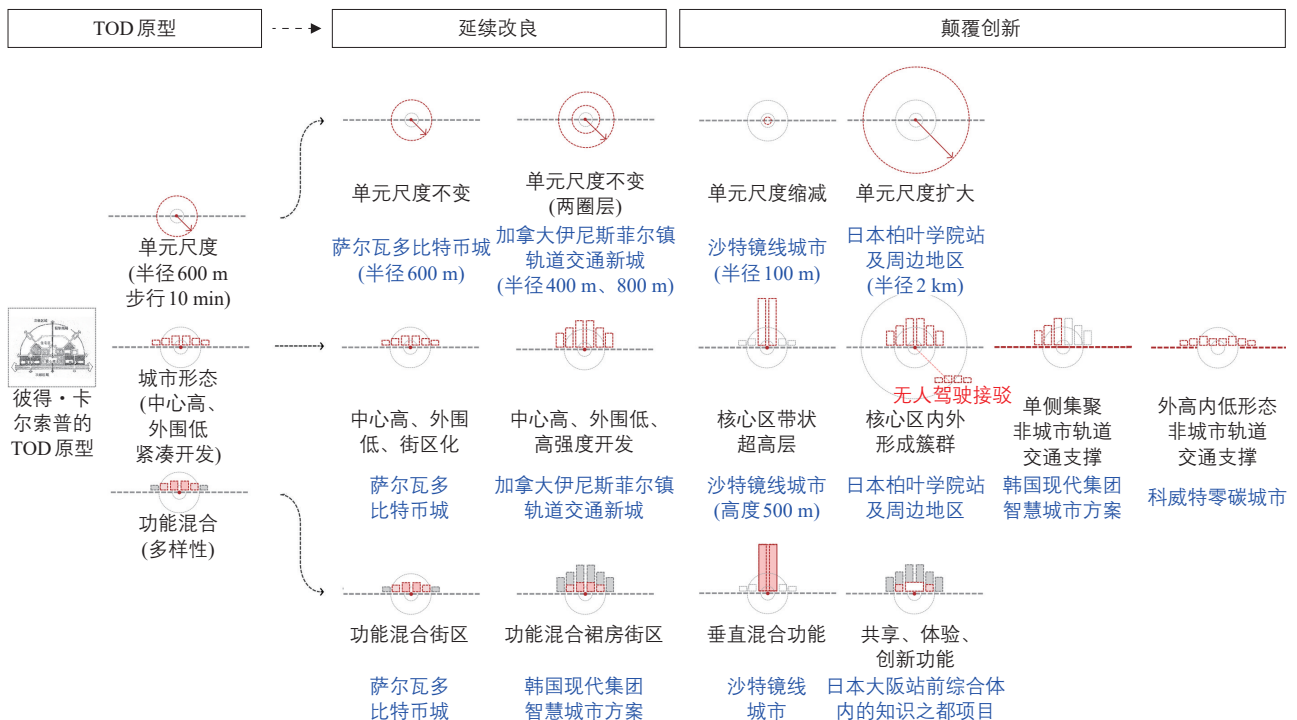 TOD原型
延续改良
颠覆创新
单元尺度
(半径600 m
步行10 min)
单元尺度不变
萨尔瓦多比特币城
(半径600 m)
单元尺度不变
(两圈层)
加拿大伊尼斯菲尔镇
轨道交通新城
(半径400 m、800 m)
单元尺度缩减
沙特镜线城市
(半径100 m)
单元尺度扩大
日本柏叶学院站
及周边地区
(半径2 km)
彼得·卡
尔索普的
TOD原型
城市形态
(中心高、
外围低
紧凑开发)
中心高、外围
低、街区化
萨尔瓦多
比特币城
中心高、外围低、
高强度开发
加拿大伊尼斯菲尔镇
轨道交通新城
核心区带状
超高层
沙特镜线城市
(高度500 m)
无人驾驶接驳
核心区内外
形成簇群
日本柏叶学院站
及周边地区
单侧集聚
非城市轨道
交通支撑
韩国现代集团
智慧城市方案
外高内低形态
非城市轨道
交通支撑
科威特零碳城市
功能混合
(多样性)
功能混合街区
萨尔瓦多
比特币城
功能混合裙房街区
韩国现代集团
智慧城市方案
垂直混合功能
沙特镜线
城市
共享、体验、
创新功能
日本大阪站前综合体
内的知识之都项目